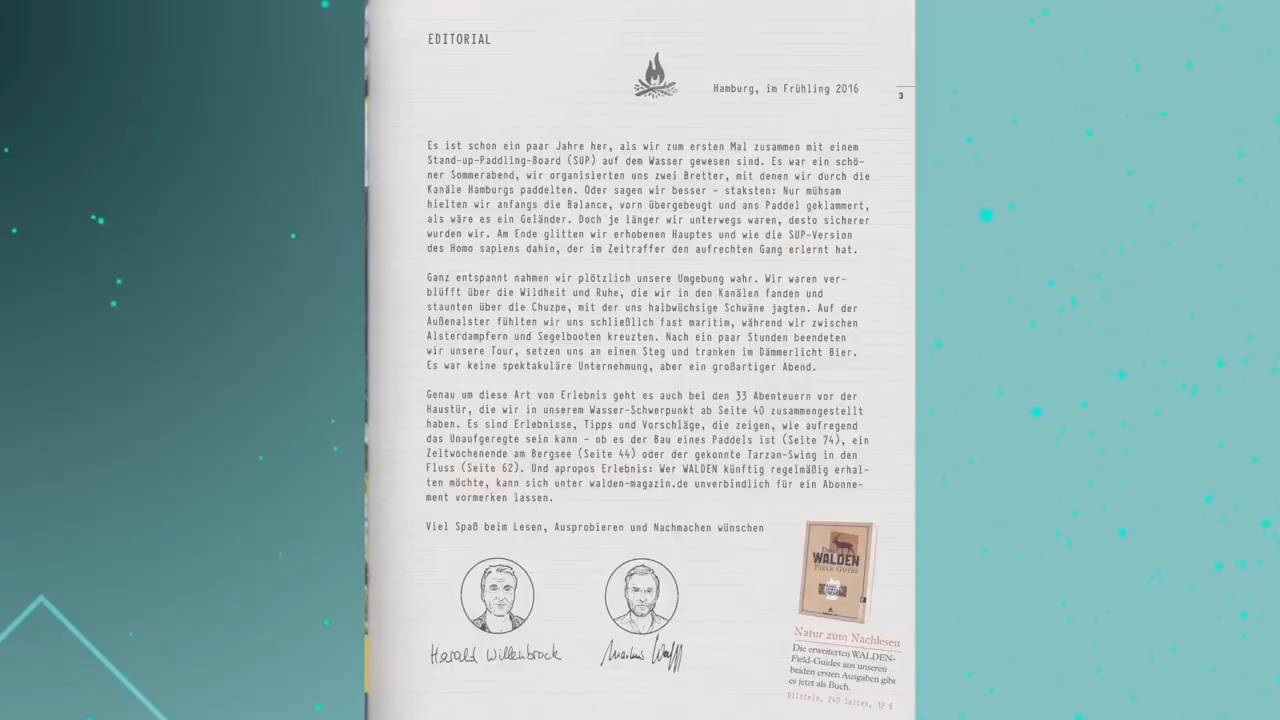 EDITORIAL
Hamburg, im Frühling 2016
3
Es ist schon ein paar Jahre her, als wir zum ersten Mal zusammen mit einem
Stand-up-Paddling-Board (SUP) auf dem Wasser gewesen sind. Es war ein schö-
ner Sommerabend, wir organisierten uns zwei Bretter, mit denen wir durch die
Kanäle Hamburgs paddelten. Oder sagen wir besser – staksten: Nur mühsam
hielten wir anfangs die Balance, vorn übergebeugt und ans Paddel geklammert,
als wäre es ein Geländer. Doch je länger wir unterwegs waren, desto sicherer
wurden wir. Am Ende glitten wir erhobenen Hauptes und wie die SUP-Version
des Homo sapiens dahin, der im Zeitraffer den aufrechten Gang erlernt hat.
Ganz entspannt nahmen wir plötzlich unsere Umgebung wahr. Wir waren ver-
blüfft über die Wildheit und Ruhe, die wir in den Kanälen fanden und
staunten über die Chuzpe, mit der uns halbwüchsige Schwäne jagten. Auf der
Außenalster fühlten wir uns schließlich fast maritim, während wir zwischen
Alsterdampfern und Segelbooten kreuzten. Nach ein paar Stunden beendeten
wir unsere Tour, setzen uns an einen Steg und tranken im Dämmerlicht Bier.
Es war keine spektakuläre Unternehmung, aber ein großartiger Abend.
Genau um diese Art von Erlebnis geht es auch bei den 33 Abenteuern vor der
Haustür, die wir in unserem Wasser-Schwerpunkt ab Seite 40 zusammengestellt
haben. Es sind Erlebnisse, Tipps und Vorschläge, die zeigen, wie aufregend
das Unaufgeregte sein kann – ob es der Bau eines Paddels ist (Seite 74), ein
Zeltwochenende am Bergsee (Seite 44) oder der gekonnte Tarzan-Swing in den
Fluss (Seite 62). Und apropos Erlebnis: Wer WALDEN künftig regelmäßig erhal-
ten möchte, kann sich unter walden-magazin.de unverbindlich für ein Abonne-
ment vormerken lassen.
Viel Spaß beim Lesen, Ausprobieren und Nachmachen wünschen
Harald Willenbrock
Markus Wolff
WALDEN
FIELD GUIDE
Natur zum Nachlesen
Die erweiterten WALDEN-
Field-Guides aus unseren
beiden ersten Ausgaben gibt
es jetzt als Buch.
Ullstein, 240 Seiten, 12 €